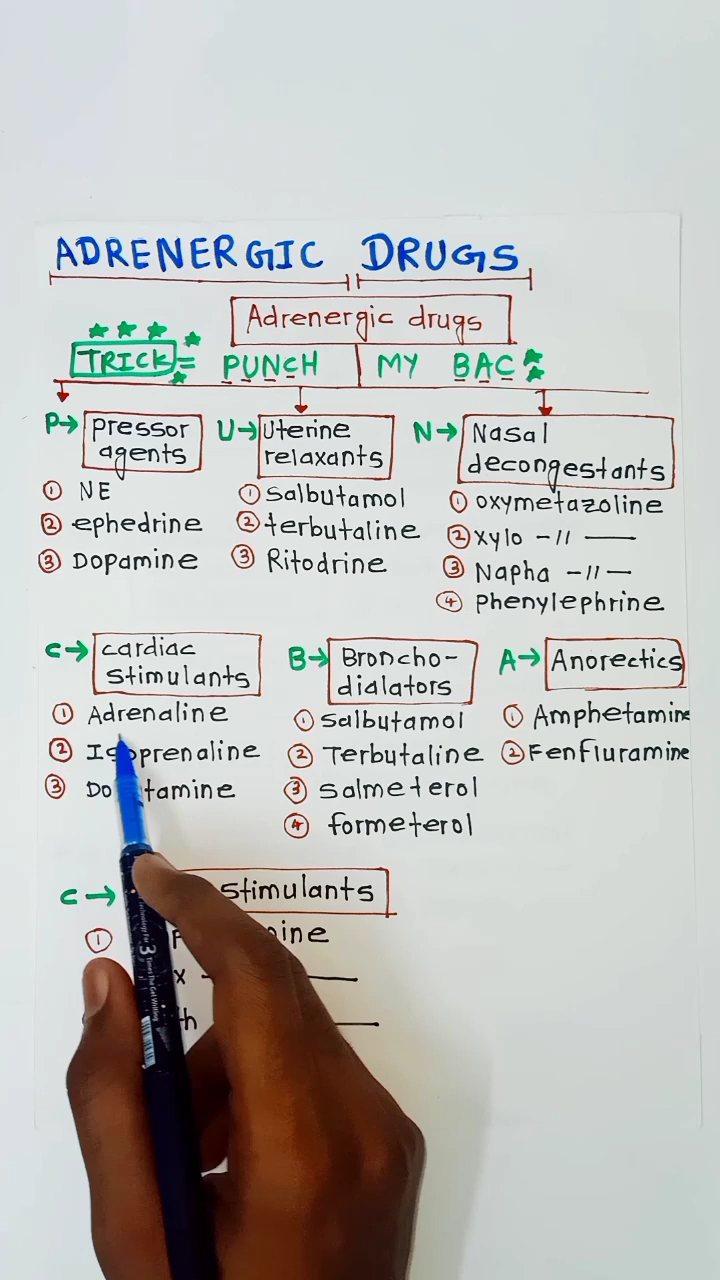 ADRENERGIC DRUGS
Adrenergic drugs
TRICK = PUNCH MY BAC
P→ Pressor agents
① NE
② ephedrine
③ Dopamine
U→ Uterine relaxants
① Salbutamol
② terbutaline
③ Ritodrine
N→ Nasal decongestants
① oxymetazoline
② xylo -〃 —
③ Napha -〃 —
④ Phenylephrine
C→ cardiac stimulants
① Adrenaline
② Isoprenaline
③ Do tamine
B→ Broncho-
dialators
① Salbutamol
② Terbutaline
③ salmeterol
④ formeterol
A→ Anorectics
① Amphetamine
② Fenfluramine
C→ stimulants
①
3